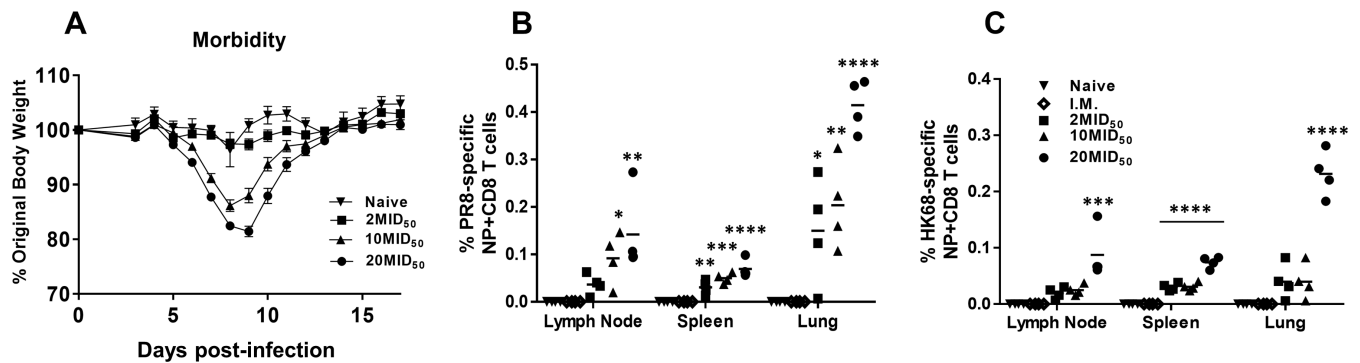 A
Morbidity
% Original Body Weight
110
100
90
80
70
0
5
10
15
Days post-infection
Naive
2MID₅₀
10MID₅₀
20MID₅₀
B
% PR8-specific
NP+CD8 T cells
0.5
0.4
0.3
0.2
0.1
0.0
*
**
**
***
****
*
**
****
Lymph Node
Spleen
Lung
C
Naive
I.M.
2MID₅₀
10MID₅₀
20MID₅₀
% HK68-specific
NP+CD8 T cells
0.4
0.3
0.2
0.1
0.0
***
****
****
Lymph Node
Spleen
Lung